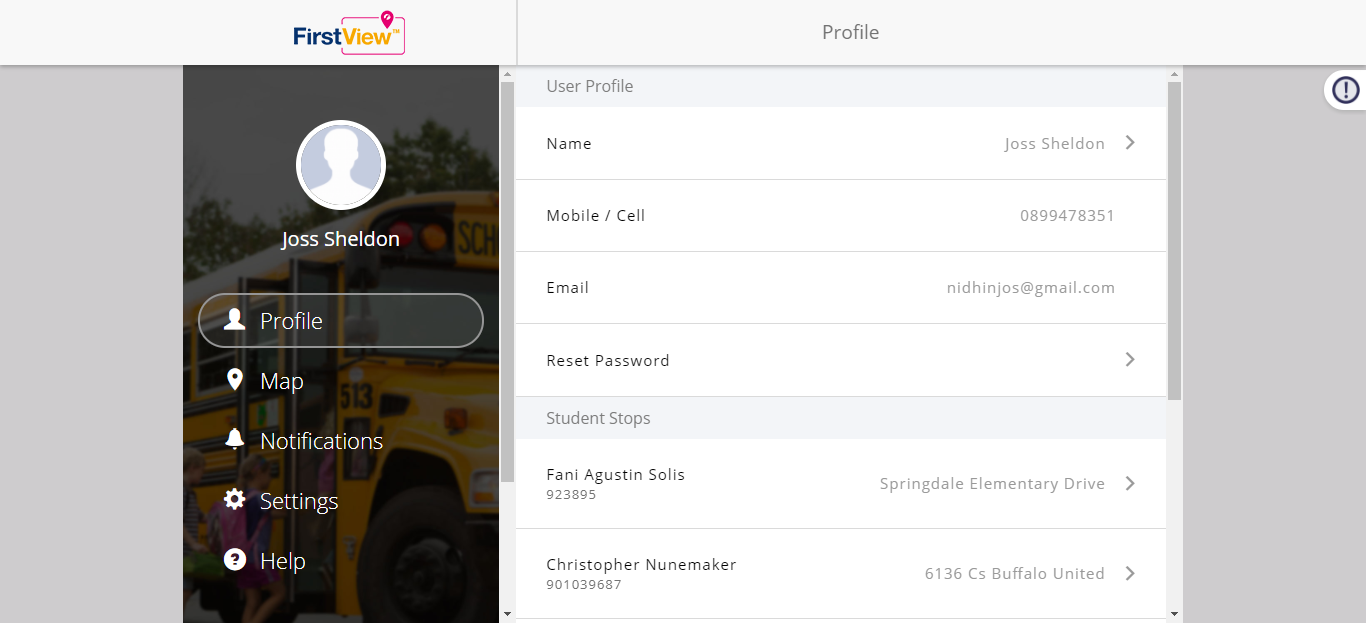 FirstView™
Profile
Joss Sheldon
Profile
Map
Notifications
Settings
Help
SCH
513
User Profile
Name
Joss Sheldon
Mobile / Cell
0899478351
Email
nidhinjos@gmail.com
Reset Password
Student Stops
Fani Agustin Solis
923895
Springdale Elementary Drive
Christopher Nunemaker
901039687
6136 Cs Buffalo United